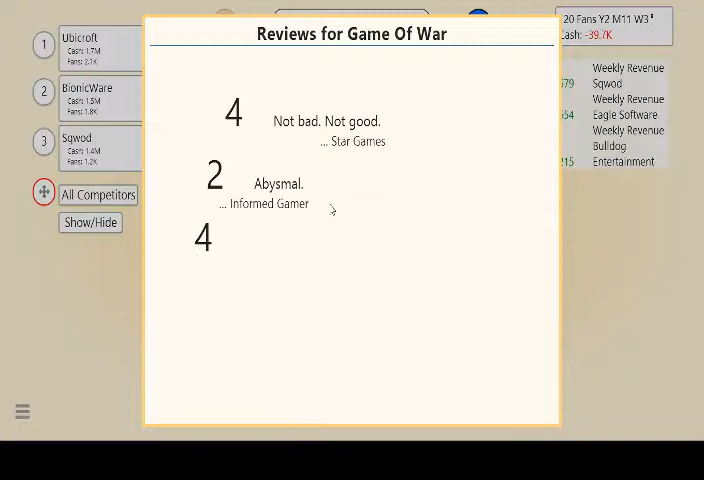 Reviews for Game Of War
20 Fans Y2 M11 W3
Cash: -39.7K
1
Ubicroft
Cash: 1.7M
Fans: 2.1K
2
BionicWare
Cash: 1.5M
Fans: 1.8K
3
Sqwod
Cash: 1.4M
Fans: 1.2K
All Competitors
Show/Hide
4
Not bad. Not good.
... Star Games
2
Abysmal.
... Informed Gamer
4
Weekly Revenue
579 Sqwod
Weekly Revenue
554 Eagle Software
Weekly Revenue
Bulldog
215 Entertainment